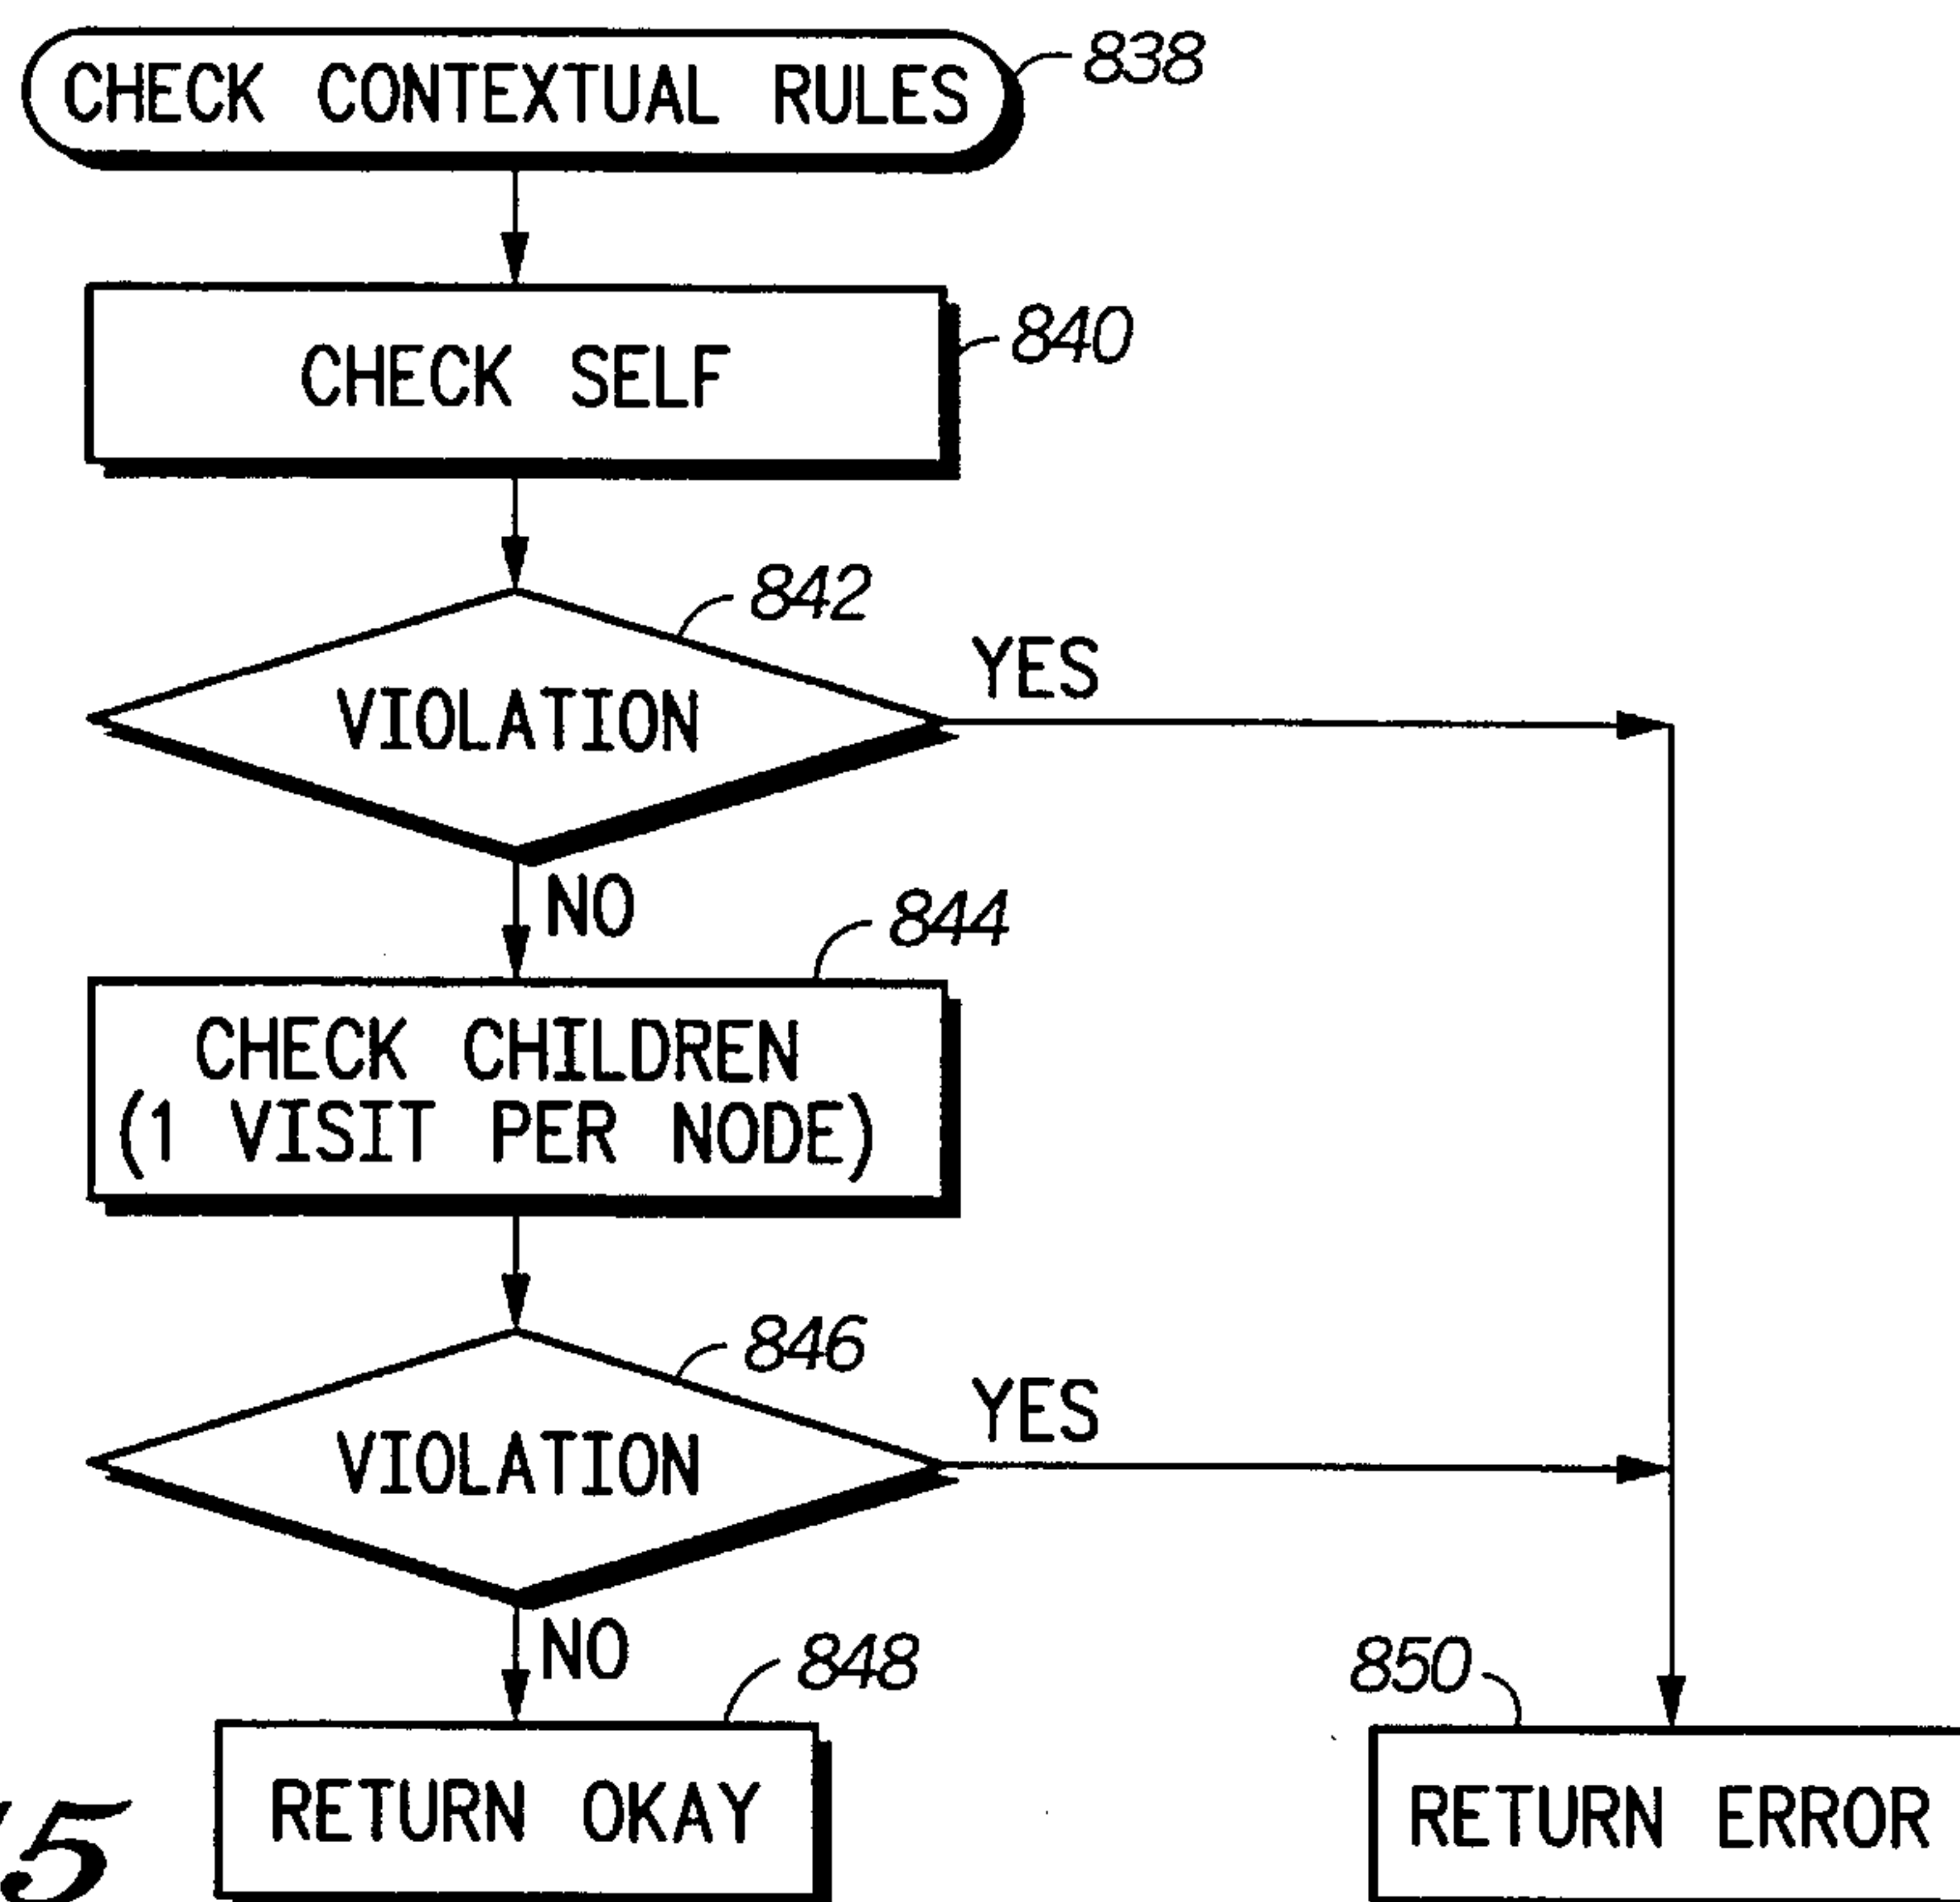 CHECK CONTEXTUAL RULES
838
CHECK SELF
840
842
VIOLATION
YES
NO
844
CHECK CHILDREN
(1 VISIT PER NODE)
846
VIOLATION
YES
NO
848
850
RETURN OKAY
RETURN ERROR
5